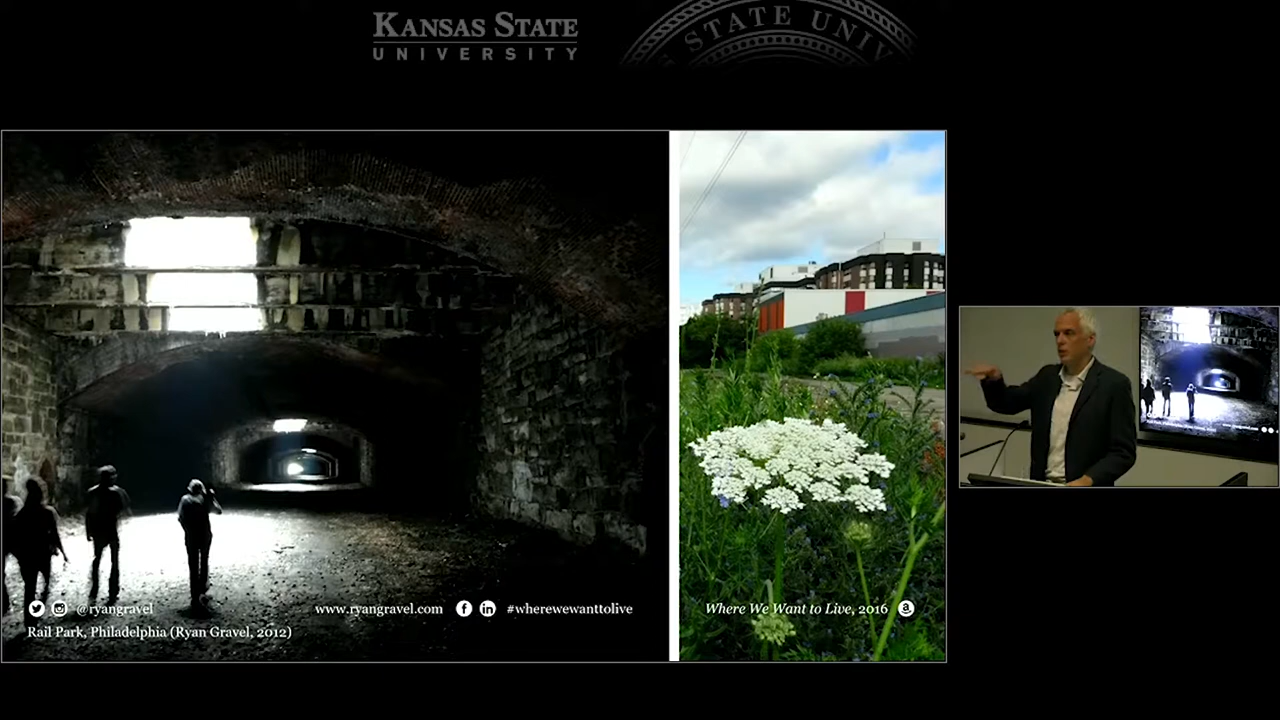 KANSAS STATE
UNIVERSITY
STATE UNIV
@ryangravel
www.ryangravel.com
#wherewewanttolive
Where We Want to Live, 2016
Rail Park, Philadelphia (Ryan Gravel, 2012)